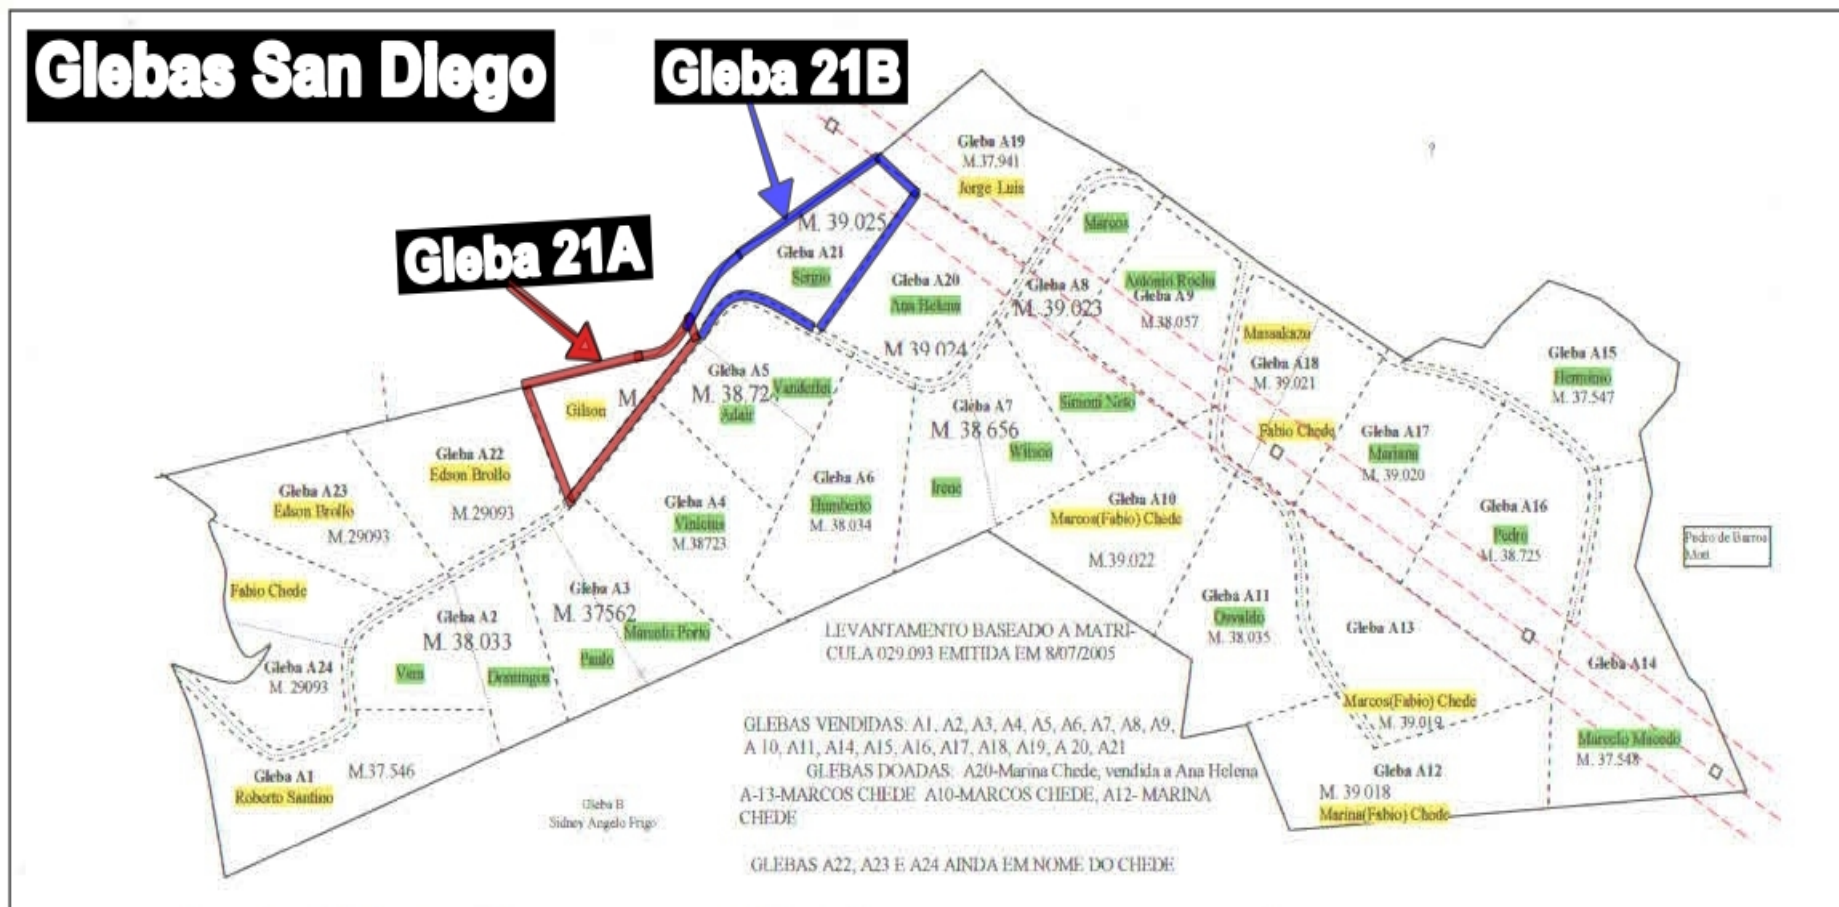 Glebas San Diego
Gleba 21B
Gleba 21A
Gleba A19
M.37.941
Jorge Luis
?
M. 39.025
Gleba A21
Sergio
Marcos
Gleba A20
Ana Helena
M 39.024
Gleba A8
M. 39.023
Antonio Rocha
Gleba A9
M.38.057
Massakazu
Gleba A18
M. 39.021
Fabio Chede
Gleba A15
M. 37.547
Gilson
M
Gleba A5
M. 38.72
Vanderlei
Adair
Gleba A7
M. 38.656
Wilson
Simoni Neto
Gleba A17
Mariana
M. 39.020
Gleba A22
Edson Brollo
M.29093
Gleba A23
Edson Brollo
M.29093
Gleba A4
Vinicius
M.38723
Gleba A6
Humberto
M. 38.034
Irene
Gleba A10
Marcos(Fabio) Chede
M.39.022
Gleba A16
Pedro
M. 38.725
Pedro de Barros
Mott
Fabio Chede
Gleba A3
M. 37562
Marcelo Porto
Paulo
Gleba A2
M. 38.033
Vera
Domingos
Gleba A11
Osvaldo
M. 38.035
Gleba A13
Marcos(Fabio) Chede
M. 39.019
Gleba A14
Marcelo Macedo
M. 37.548
Gleba A24
M. 29093
LEVANTAMENTO BASEADO A MATRI-
CULA 029.093 EMITIDA EM 8/07/2005
GLEBAS VENDIDAS: A1, A2, A3, A4, A5, A6, A7, A8, A9,
A 10, A11, A14, A15, A16, A17, A18, A19, A 20, A21
GLEBAS DOADAS: A20-Marina Chede, vendida a Ana Helena
A-13-MARCOS CHEDE A10-MARCOS CHEDE, A12- MARINA
CHEDE
GLEBAS A22, A23 E A24 AINDA EM NOME DO CHEDE
Gleba A12
M. 39.018
Marina(Fabio) Chede
Gleba A1
M.37.546
Roberto Santino
Gleba B
Sidney Angelo Frigo